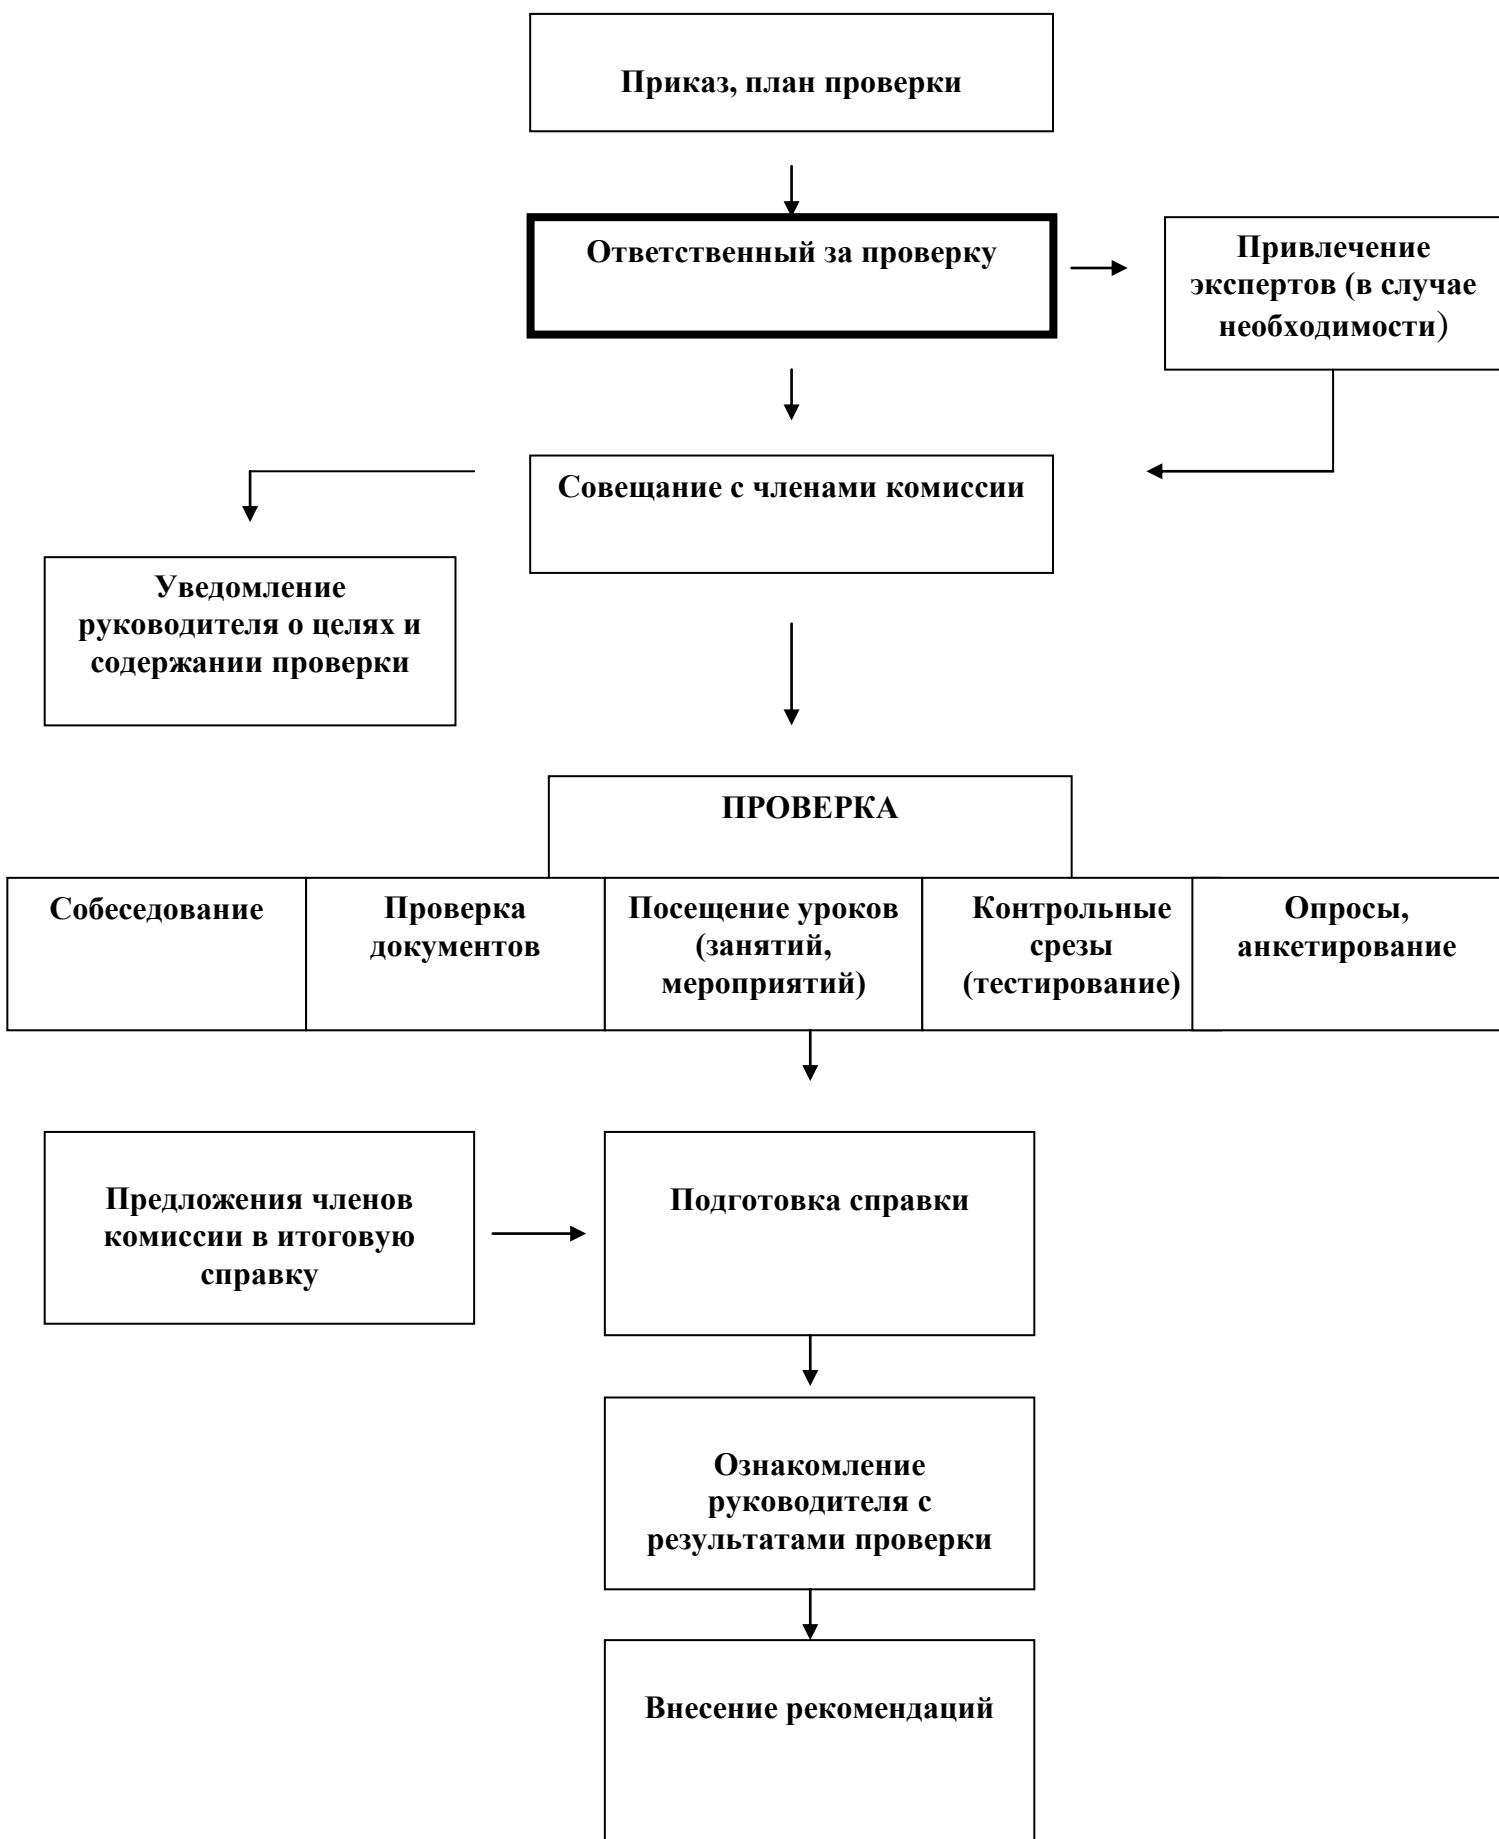 Приказ, план проверки
Ответственный за проверку
Привлечение
экспертов (в случае
необходимости)
Совещание с членами комиссии
Уведомление
руководителя о целях и
содержании проверки
ПРОВЕРКА
Собеседование
Проверка
документов
Посещение уроков
(занятий,
мероприятий)
Контрольные
срезы
(тестирование)
Опросы,
анкетирование
Предложения членов
комиссии в итоговую
справку
Подготовка справки
Ознакомление
руководителя с
результатами проверки
Внесение рекомендаций